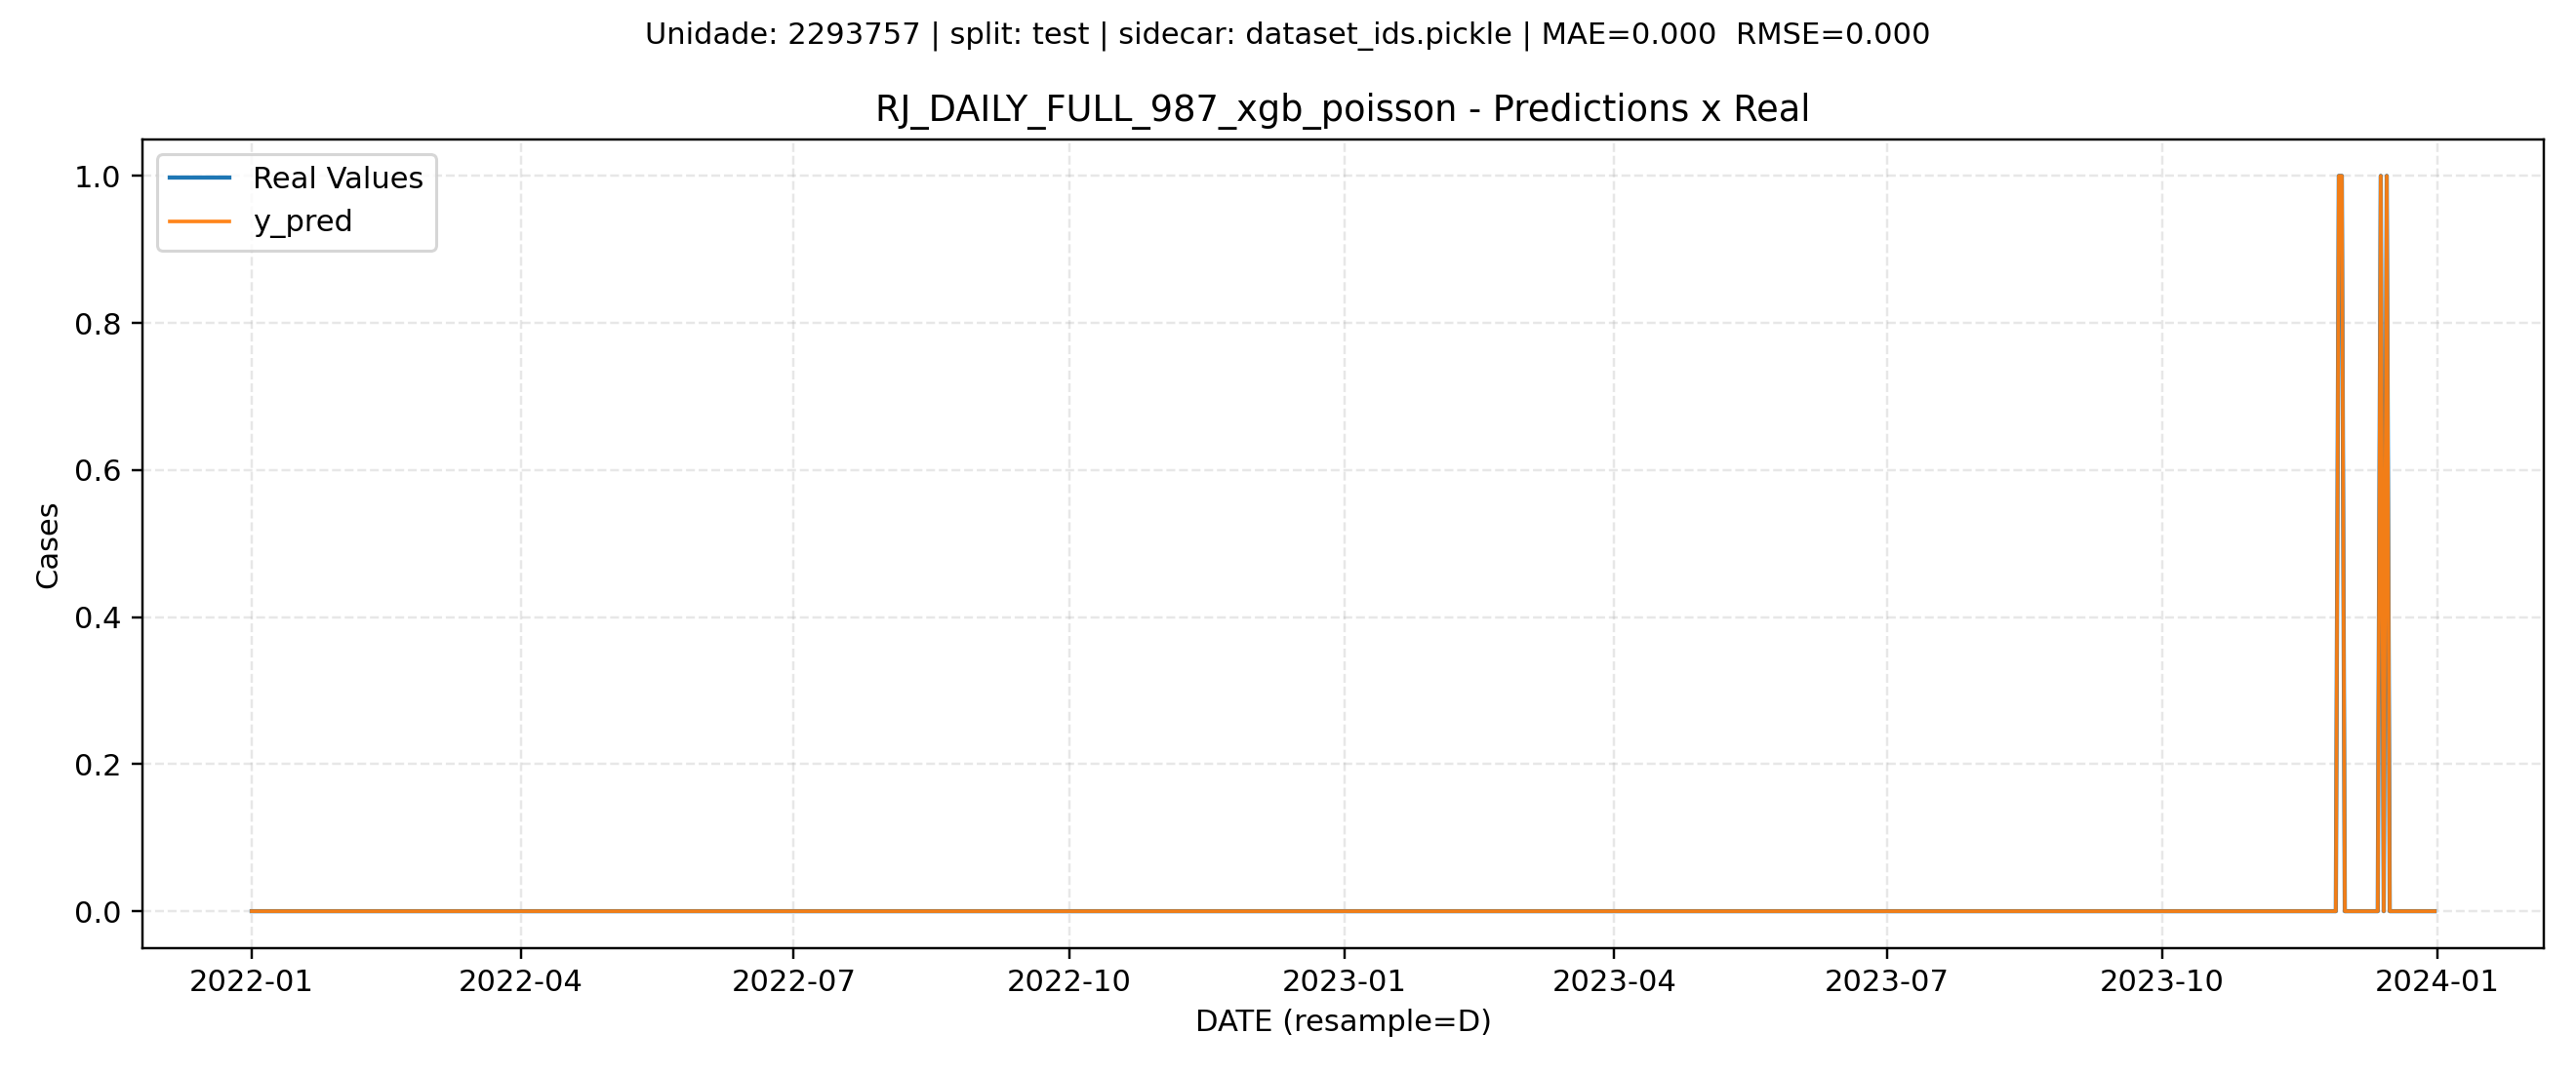 Unidade: 2293757 | split: test | sidecar: dataset_ids.pickle | MAE=0.000  RMSE=0.000
RJ_DAILY_FULL_987_xgb_poisson - Predictions x Real
Real Values
y_pred
1.0
0.8
0.6
0.4
0.2
0.0
Cases
2022-01 2022-04 2022-07 2022-10 2023-01 2023-04 2023-07 2023-10 2024-01
DATE (resample=D)